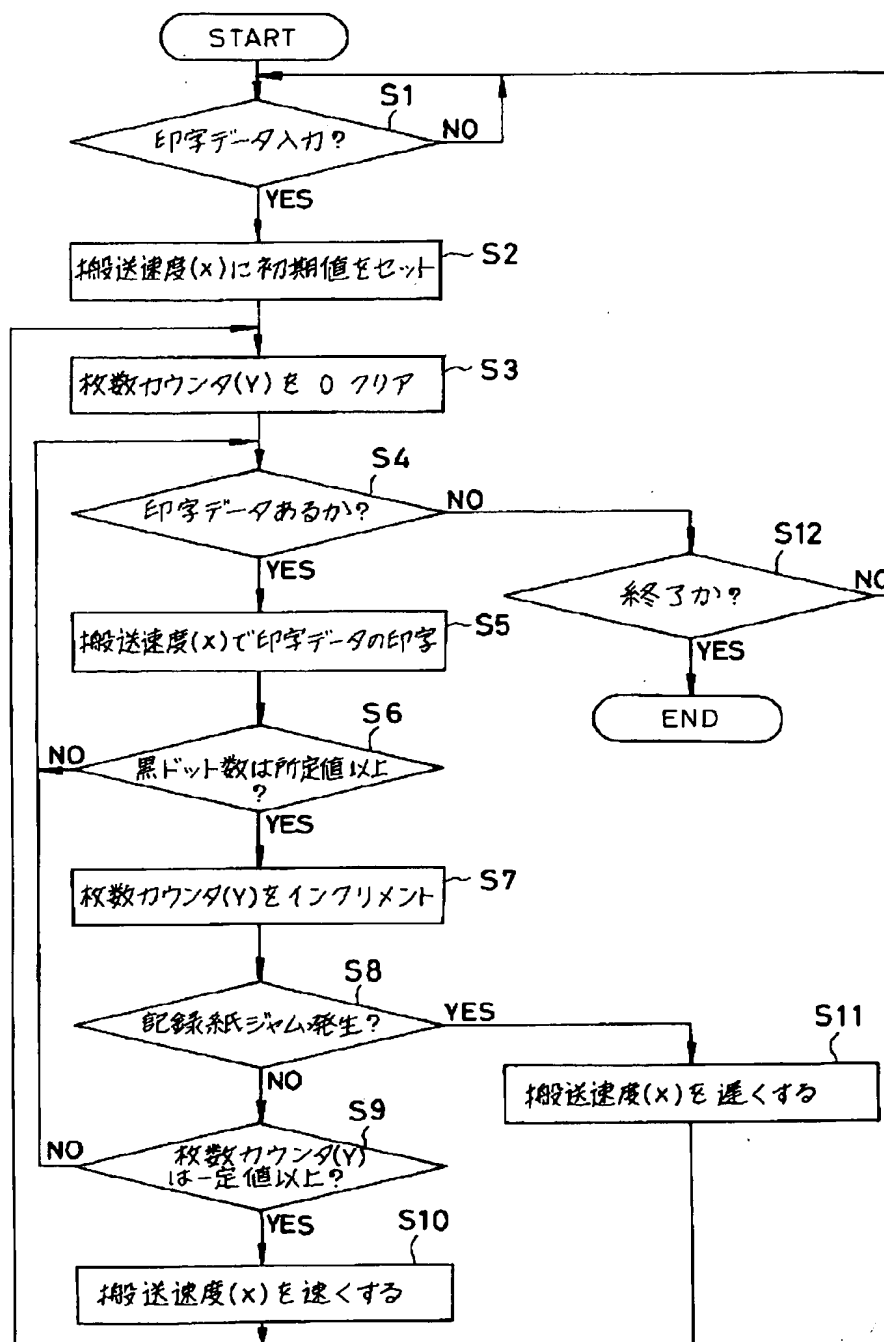 START
S1
印字データ入力?
NO
YES
搬送速度(X)に初期値をセット
S2
枚数カウンタ(Y)を 0 クリア
S3
S4
印字データあるか?
NO
YES
S12
終了か?
NO
YES
END
搬送速度(X)で印字データの印字
S5
S6
黒ドット数は所定値以上
?
NO
YES
枚数カウンタ(Y)をインクリメント
S7
S8
記録紙ジャム発生?
YES
NO
S11
搬送速度(X)を遅くする
S9
枚数カウンタ(Y)
は一定値以上?
NO
YES
S10
搬送速度(X)を速くする